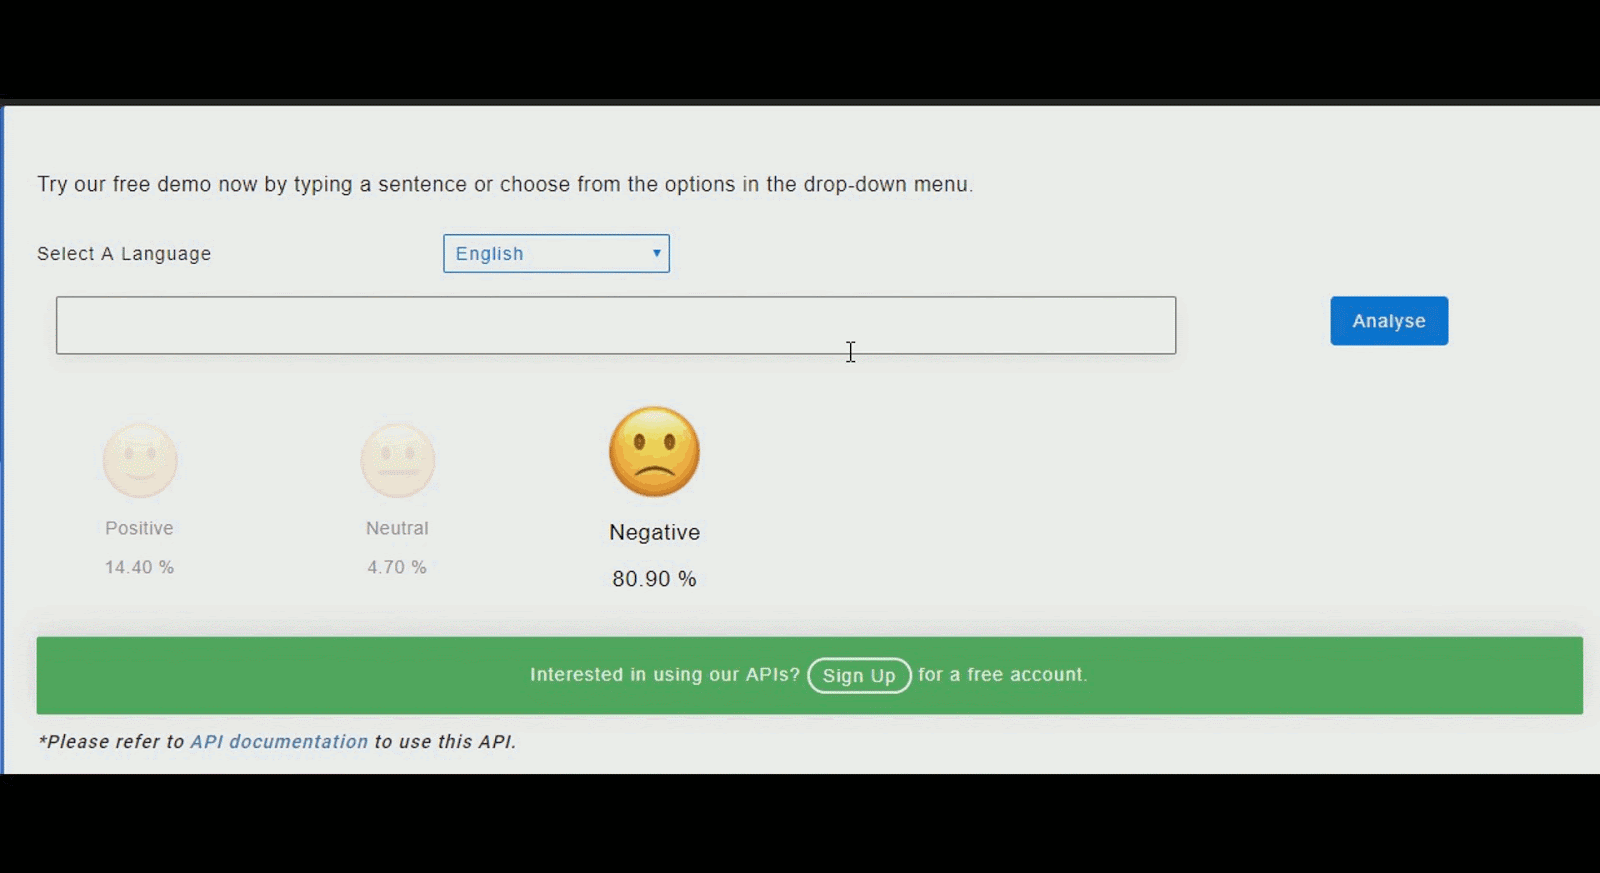 Try our free demo now by typing a sentence or choose from the options in the drop-down menu.
Select A Language
English
Analyse
Positive
Neutral
Negative
14.40 %
4.70 %
80.90 %
Interested in using our APIs? Sign Up for a free account.
*Please refer to API documentation to use this API.